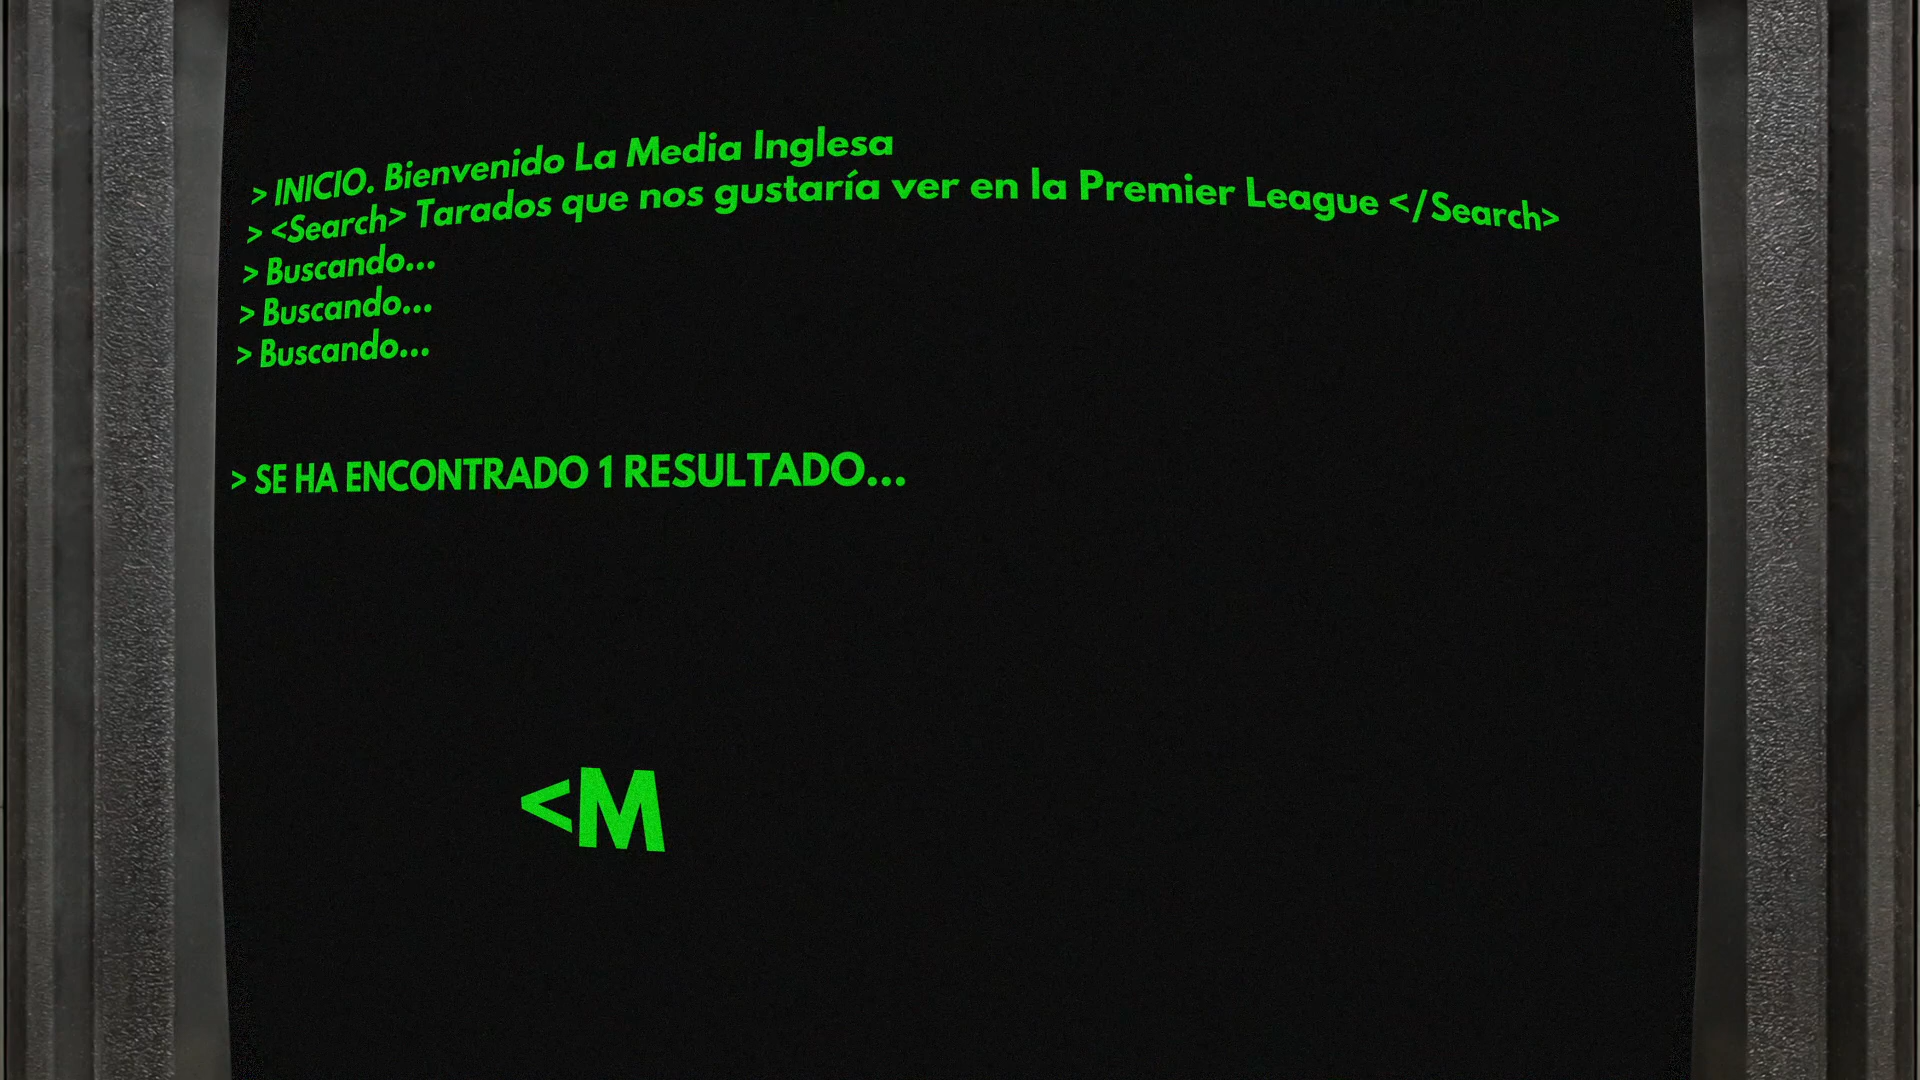 > INICIO. Bienvenido La Media Inglesa
> <Search> Tarados que nos gustaría ver en la Premier League </Search>
> Buscando...
> Buscando...
> Buscando...
> SE HA ENCONTRADO 1 RESULTADO...
<M